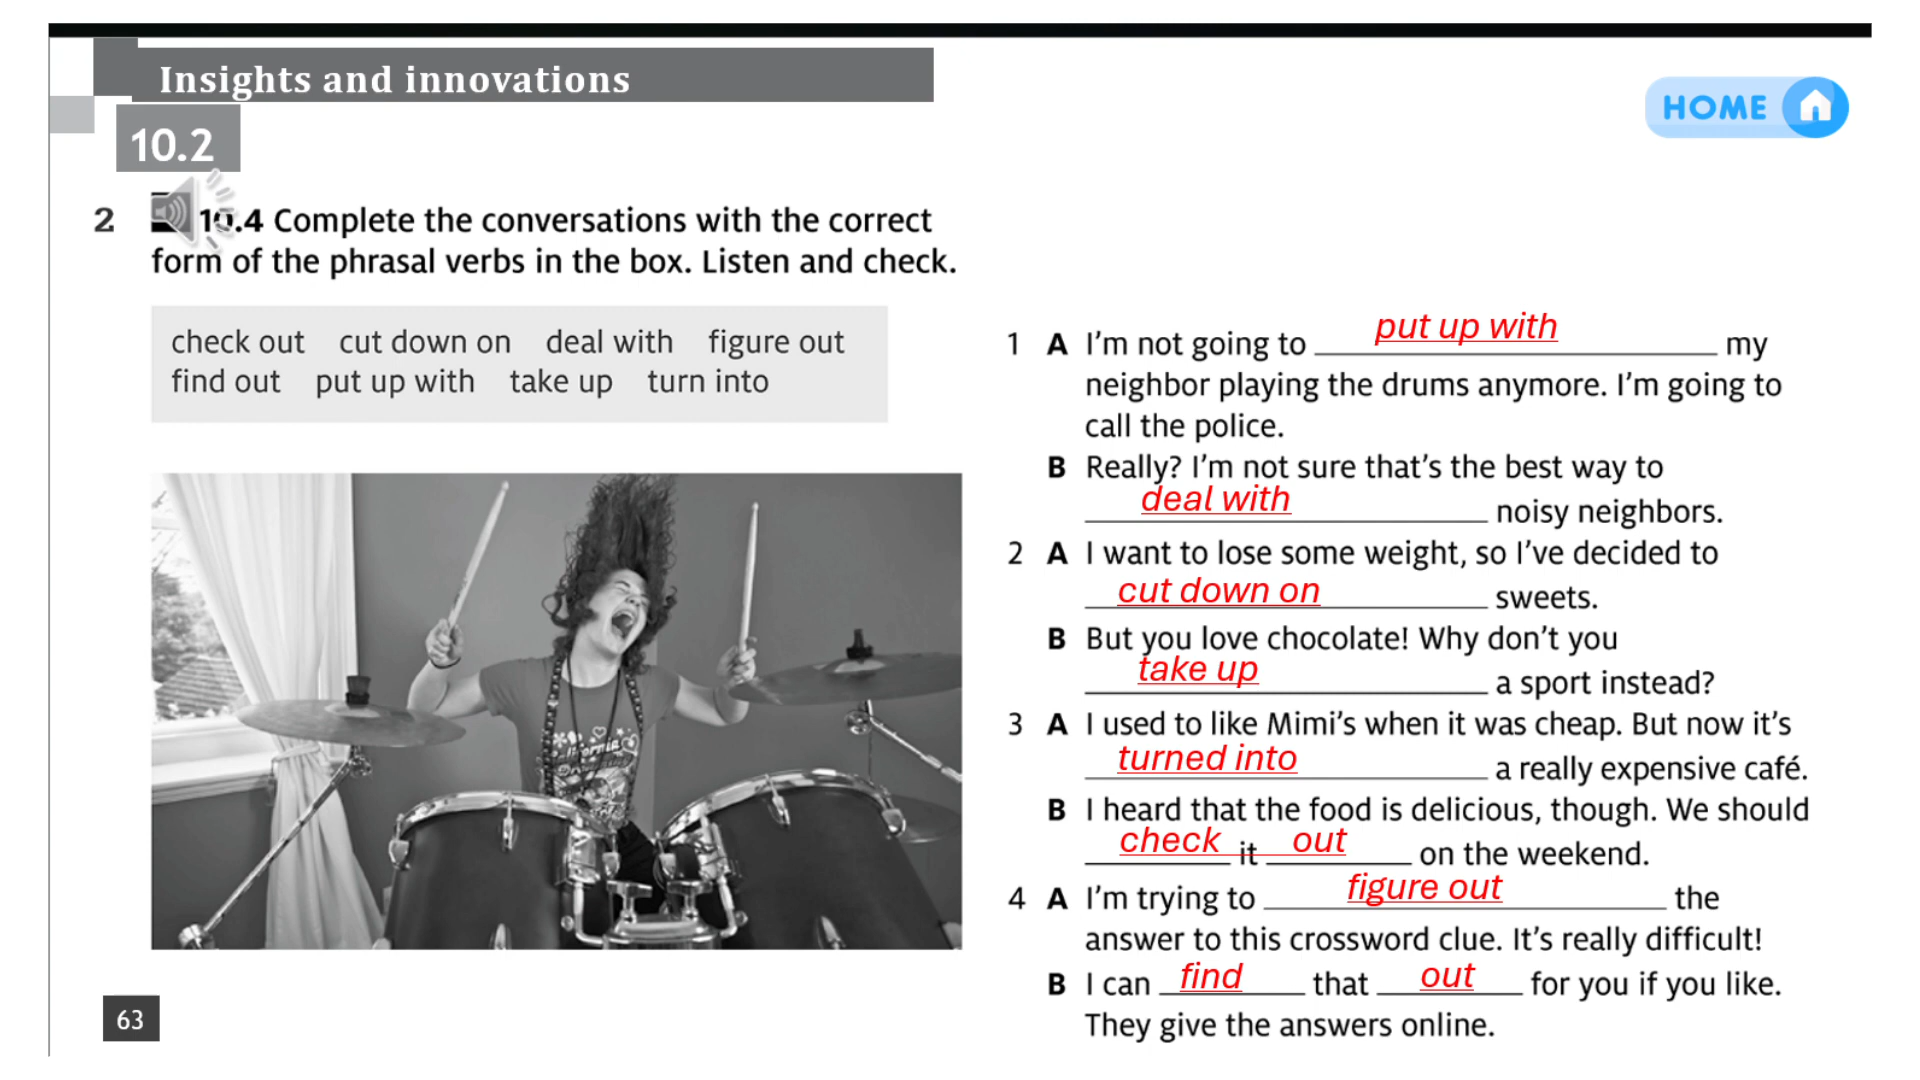 Insights and innovations
HOME
10.2
2 10.4 Complete the conversations with the correct
form of the phrasal verbs in the box. Listen and check.
check out cut down on deal with figure out
find out put up with take up turn into
1 A I'm not going to put up with my
neighbor playing the drums anymore. I'm going to
call the police.
B Really? I'm not sure that's the best way to
deal with noisy neighbors.
2 A I want to lose some weight, so I've decided to
cut down on sweets.
B But you love chocolate! Why don't you
take up a sport instead?
3 A I used to like Mimi's when it was cheap. But now it's
turned into a really expensive café.
B I heard that the food is delicious, though. We should
check it out on the weekend.
4 A I'm trying to figure out the
answer to this crossword clue. It's really difficult!
B I can find that out for you if you like.
They give the answers online.
63